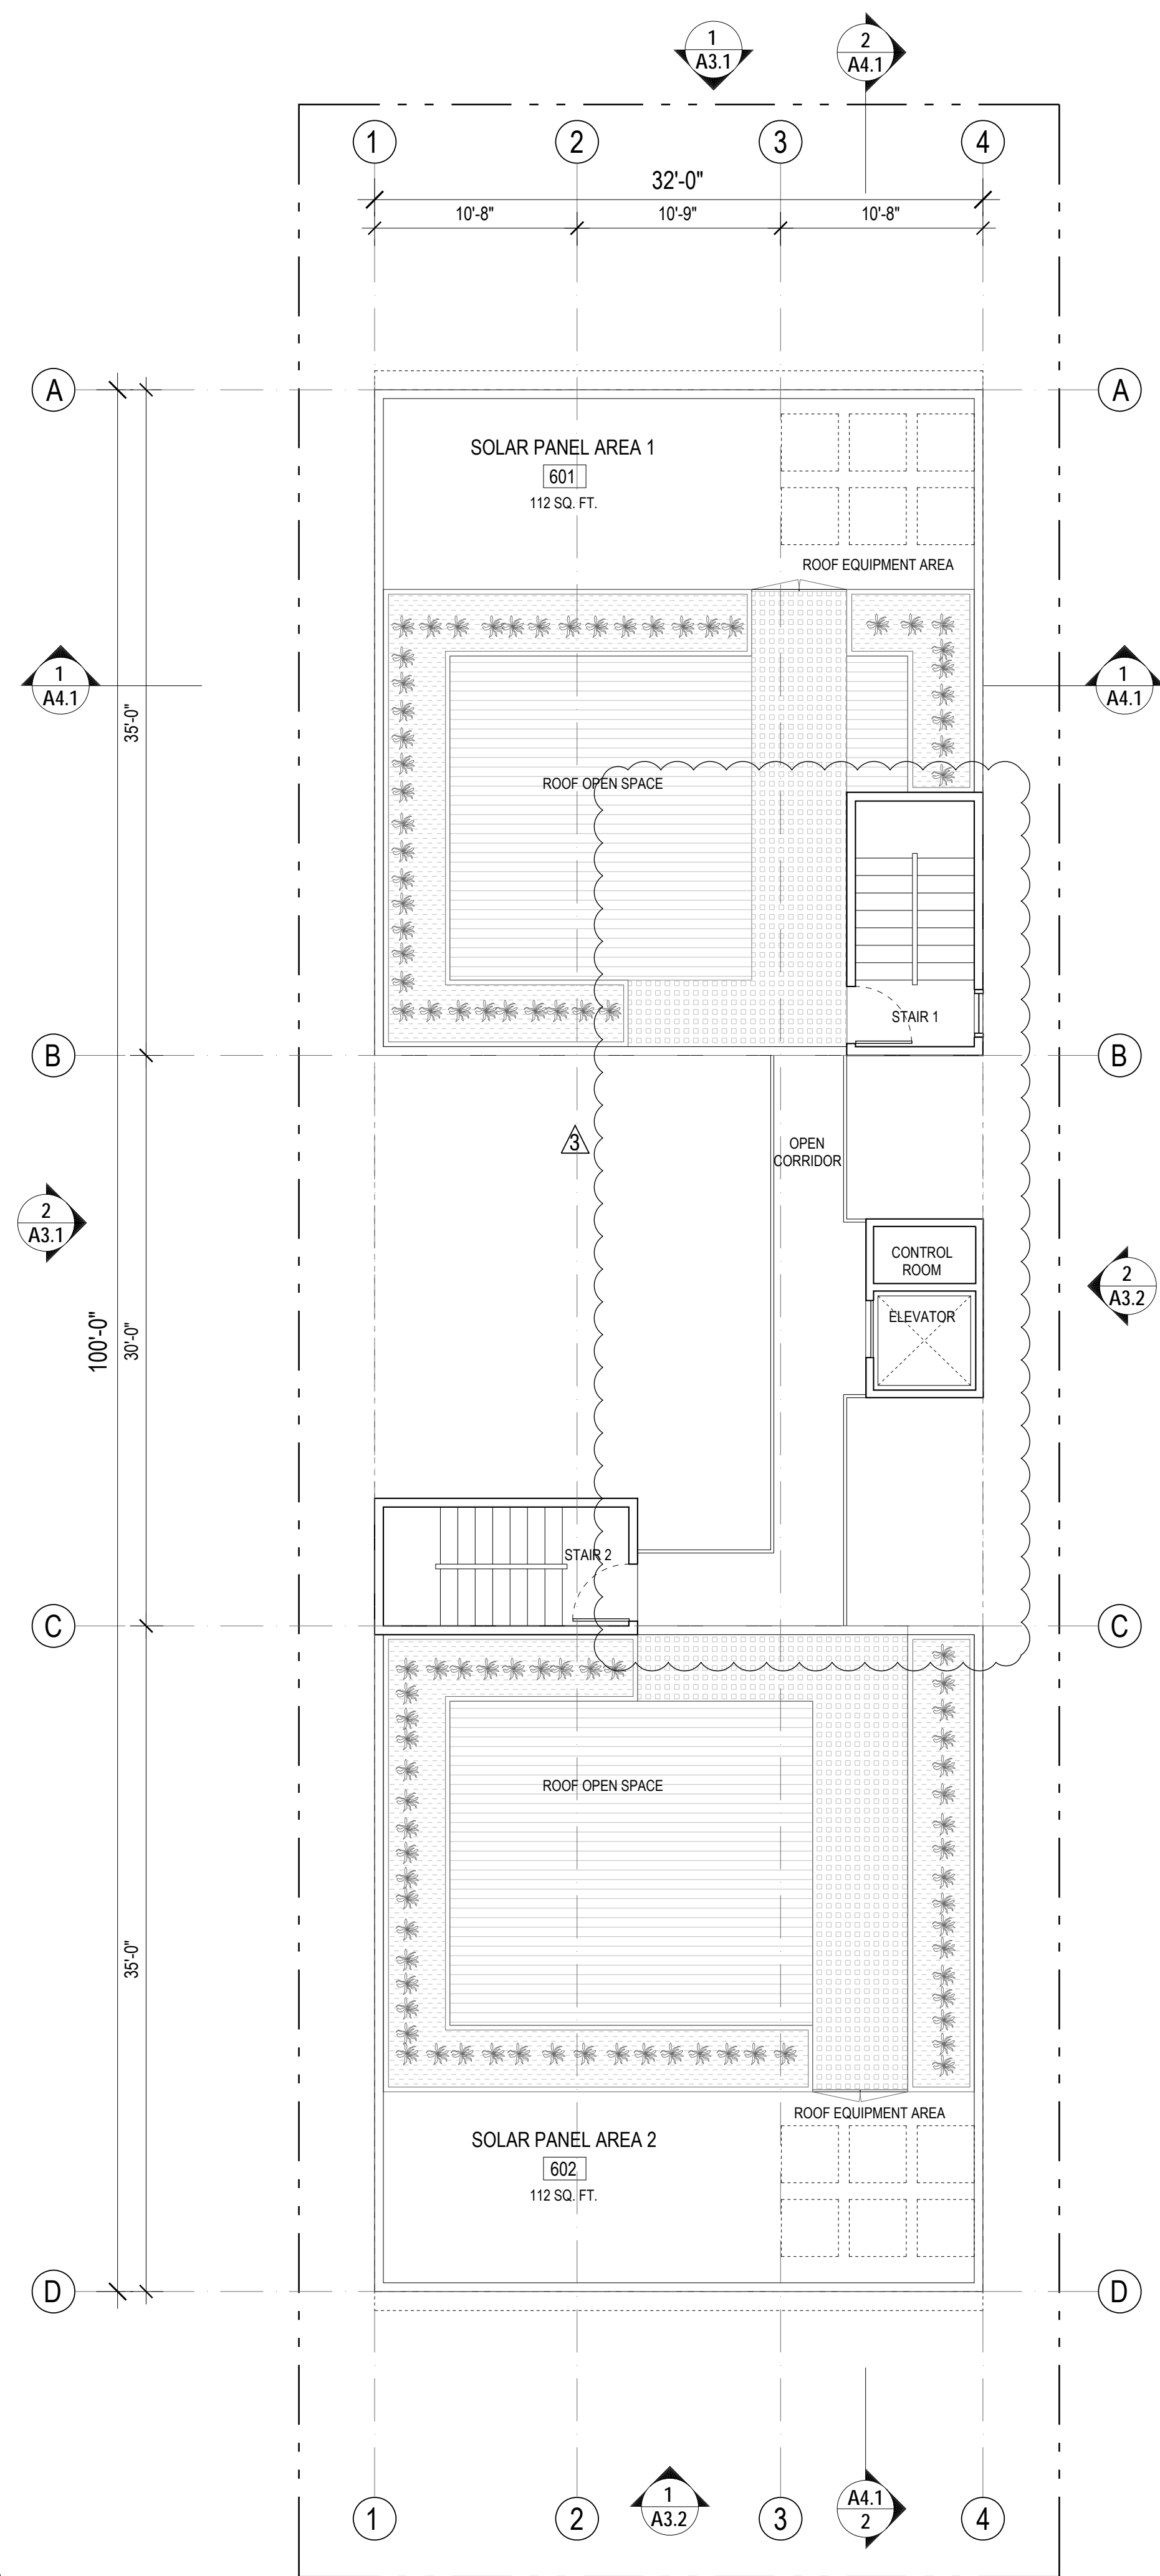 1
A3.1
2
A4.1
1
2
3
4
32'-0"
10'-8"
10'-9"
10'-8"
A
A
SOLAR PANEL AREA 1
601
112 SQ. FT.
ROOF EQUIPMENT AREA
1
A4.1
1
A4.1
35'-0"
ROOF OPEN SPACE
STAIR 1
B
B
3
OPEN
CORRIDOR
2
A3.1
CONTROL
ROOM
2
A3.2
ELEVATOR
100'-0"
30'-0"
STAIR 2
C
C
ROOF OPEN SPACE
35'-0"
ROOF EQUIPMENT AREA
SOLAR PANEL AREA 2
602
112 SQ. FT.
D
D
1
2
1
A3.2
3
A4.1
2
4